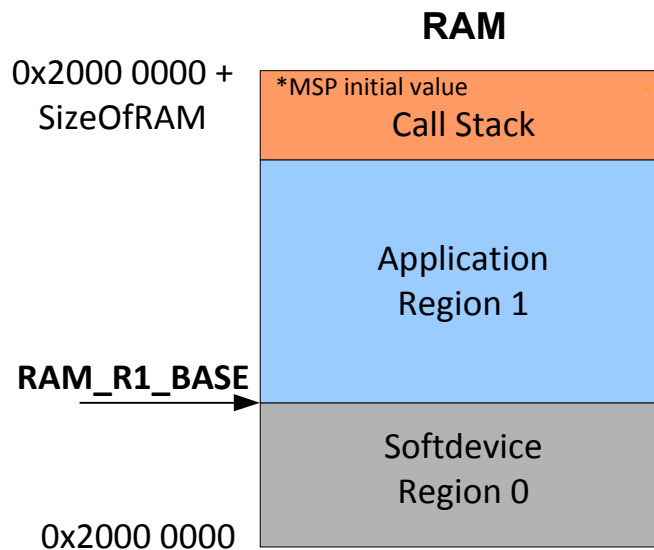 RAM
0x2000 0000 +
SizeOfRAM
*MSP initial value
Call Stack
Application
Region 1
RAM_R1_BASE
Softdevice
Region 0
0x2000 0000